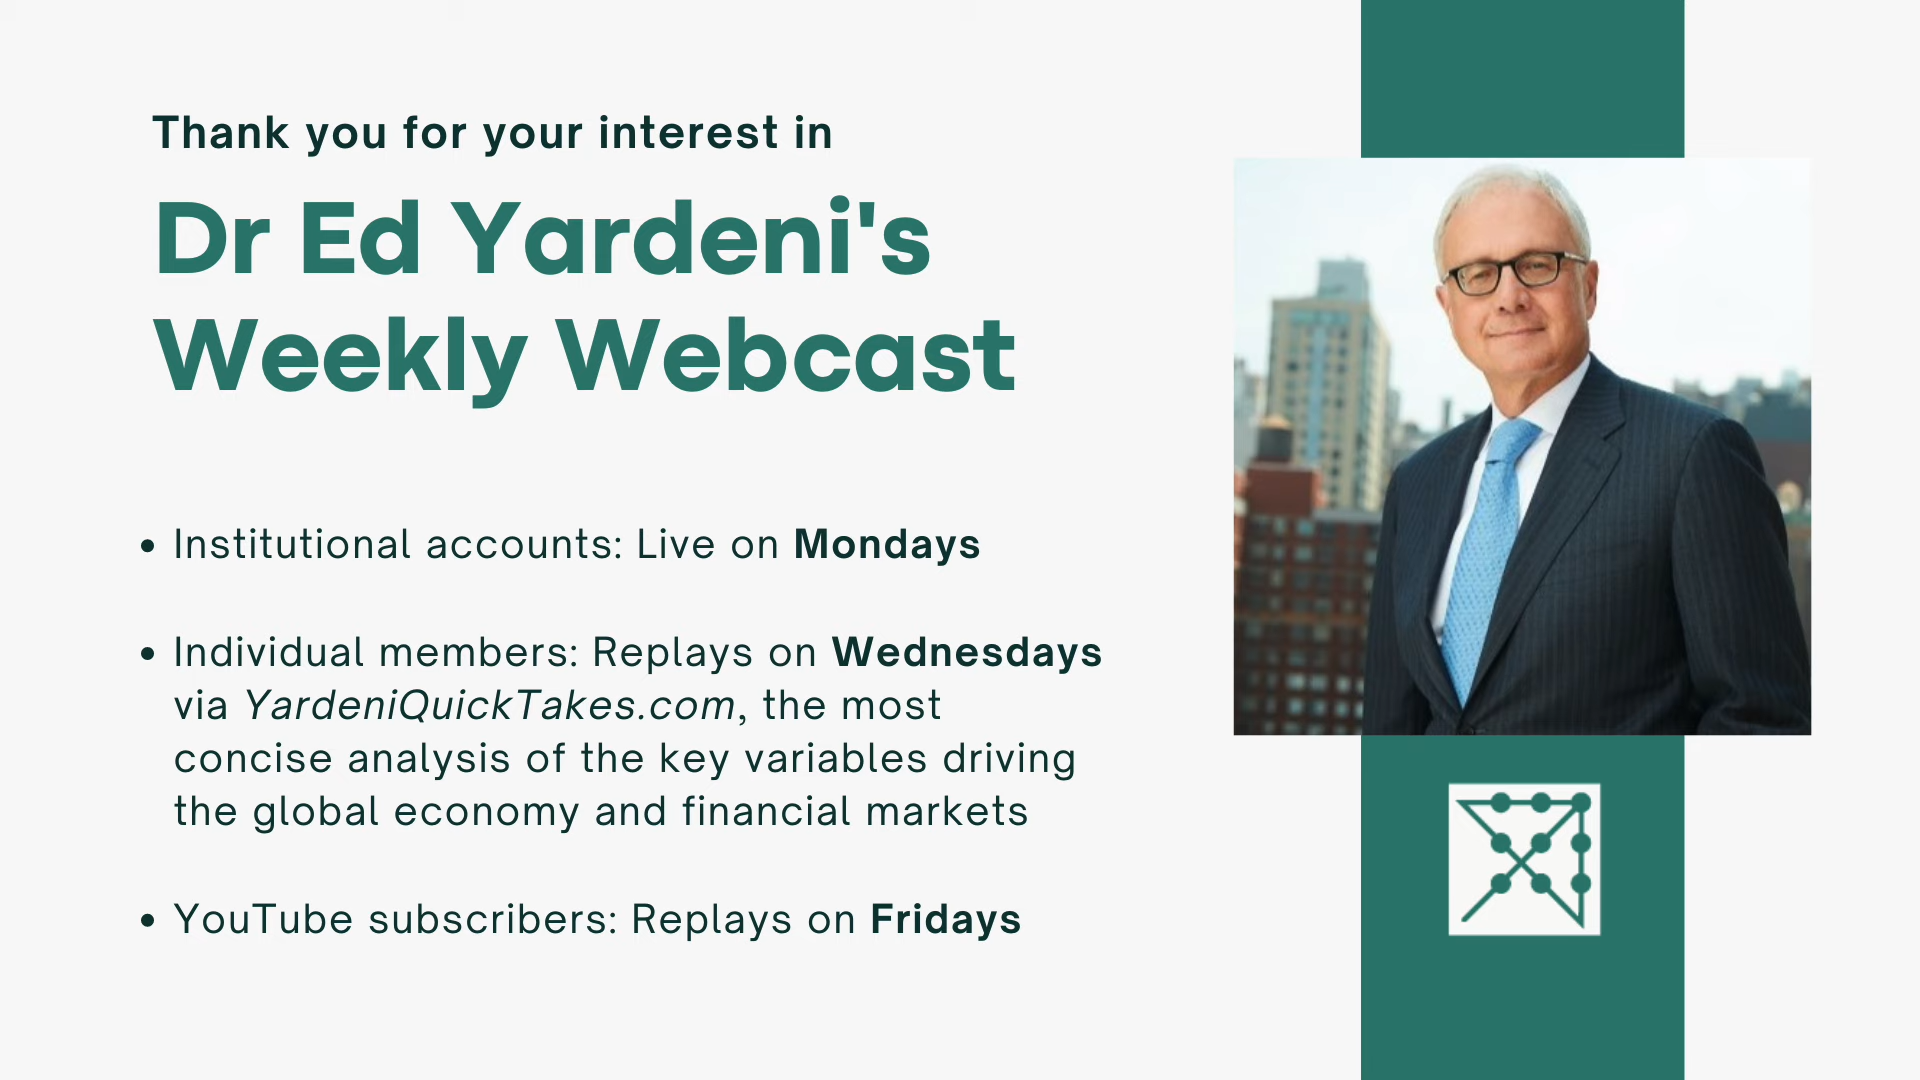 Thank you for your interest in
Dr Ed Yardeni's
Weekly Webcast
• Institutional accounts: Live on Mondays
• Individual members: Replays on Wednesdays
via YardeniQuickTakes.com, the most
concise analysis of the key variables driving
the global economy and financial markets
• YouTube subscribers: Replays on Fridays